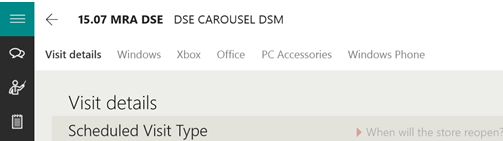 15.07 MRA DSE DSE CAROUSEL DSM
Visit details Windows Xbox Office PC Accessories Windows Phone
Visit details
Scheduled Visit Type When will the store reopen?